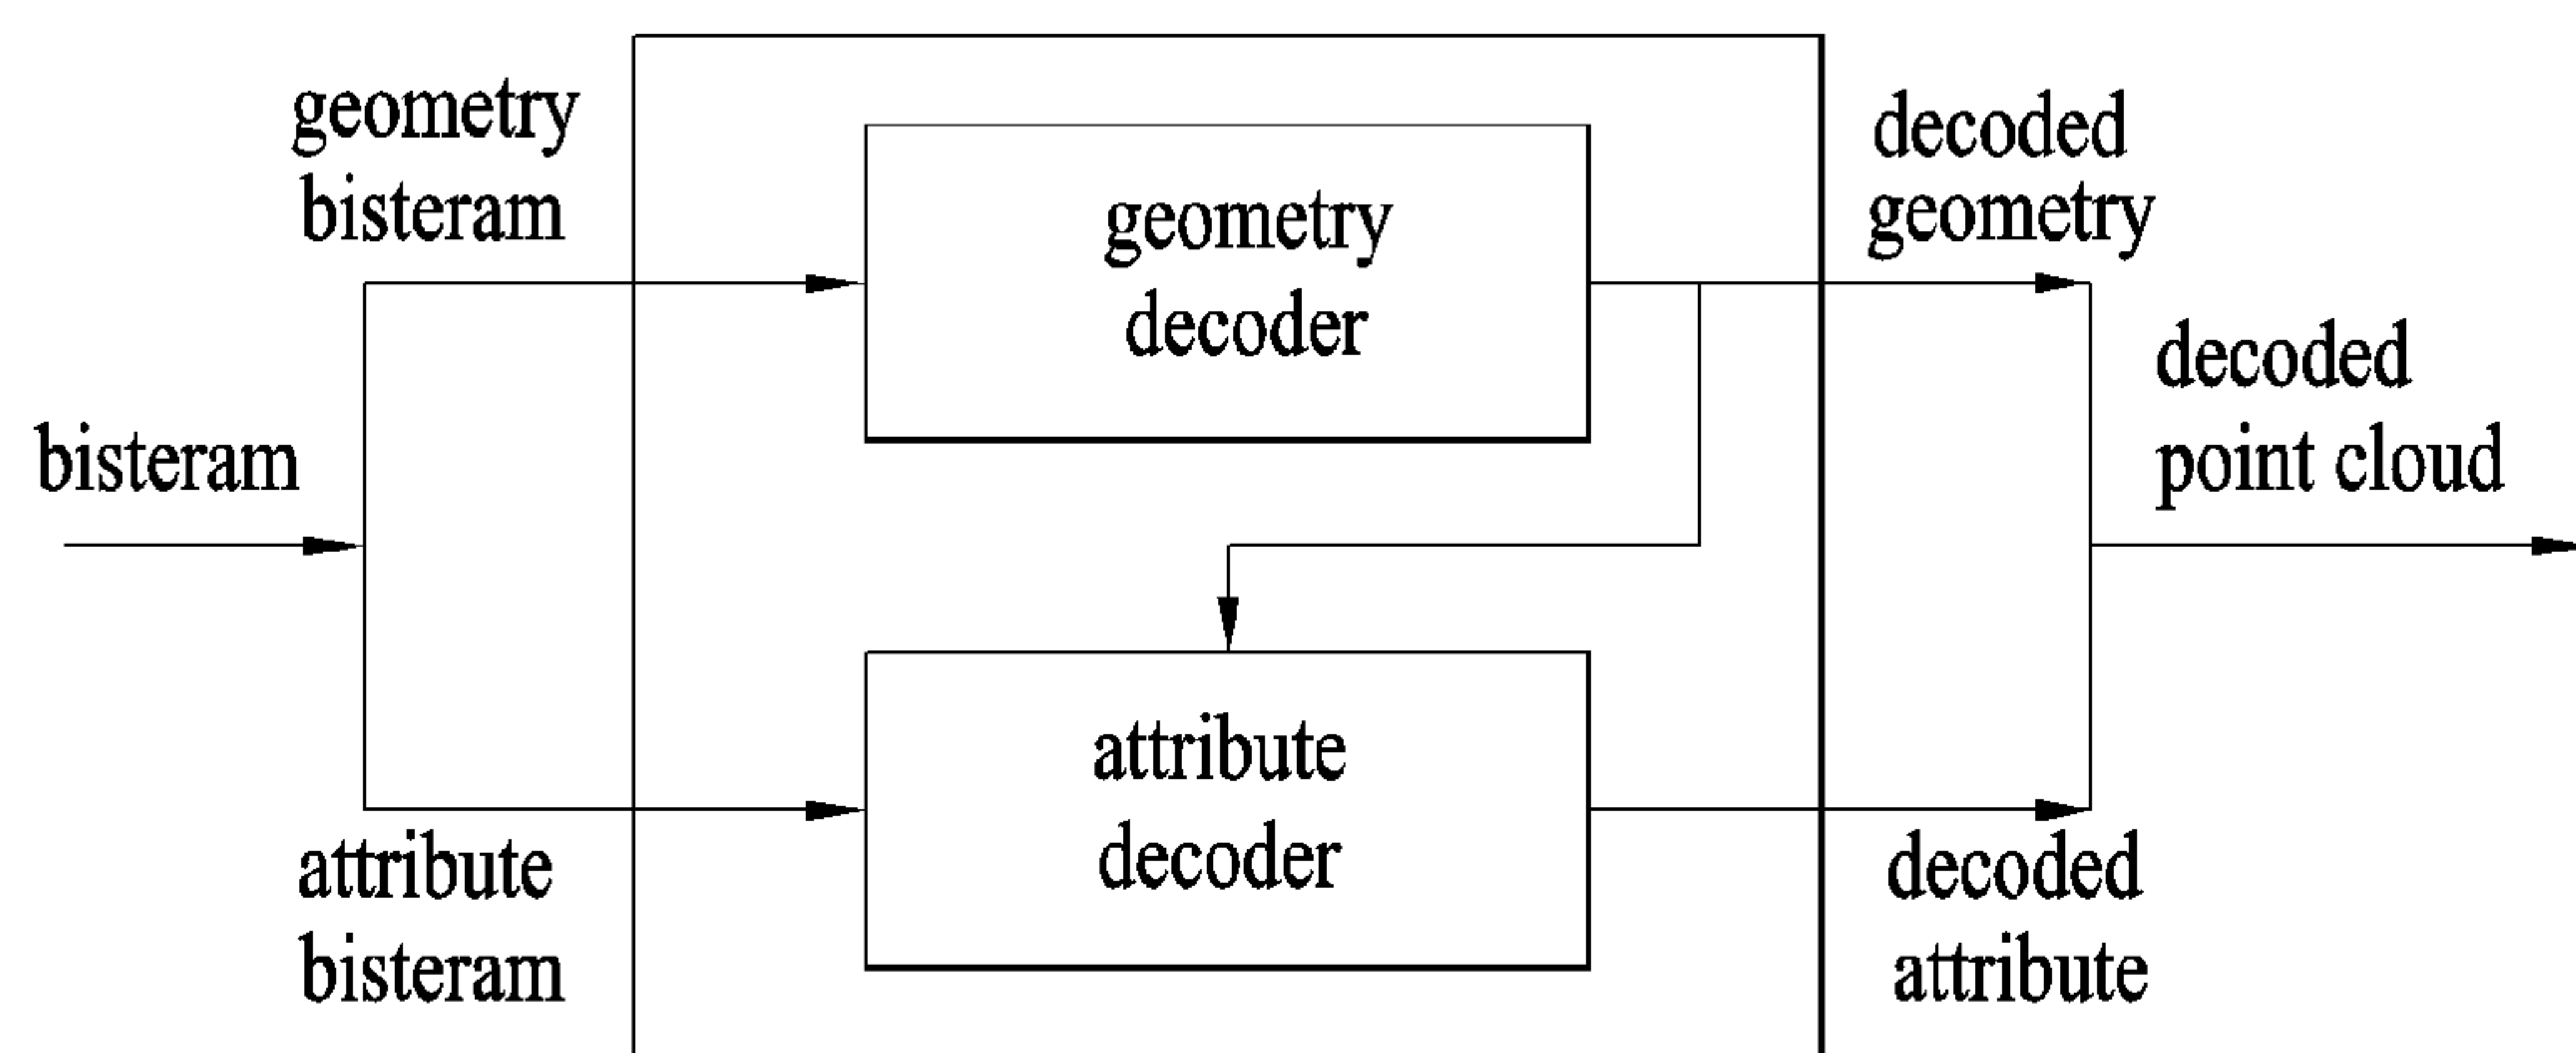 bisteram
geometry
bisteram
attribute
bisteram
geometry
decoder
attribute
decoder
decoded
geometry
decoded
attribute
decoded
point cloud